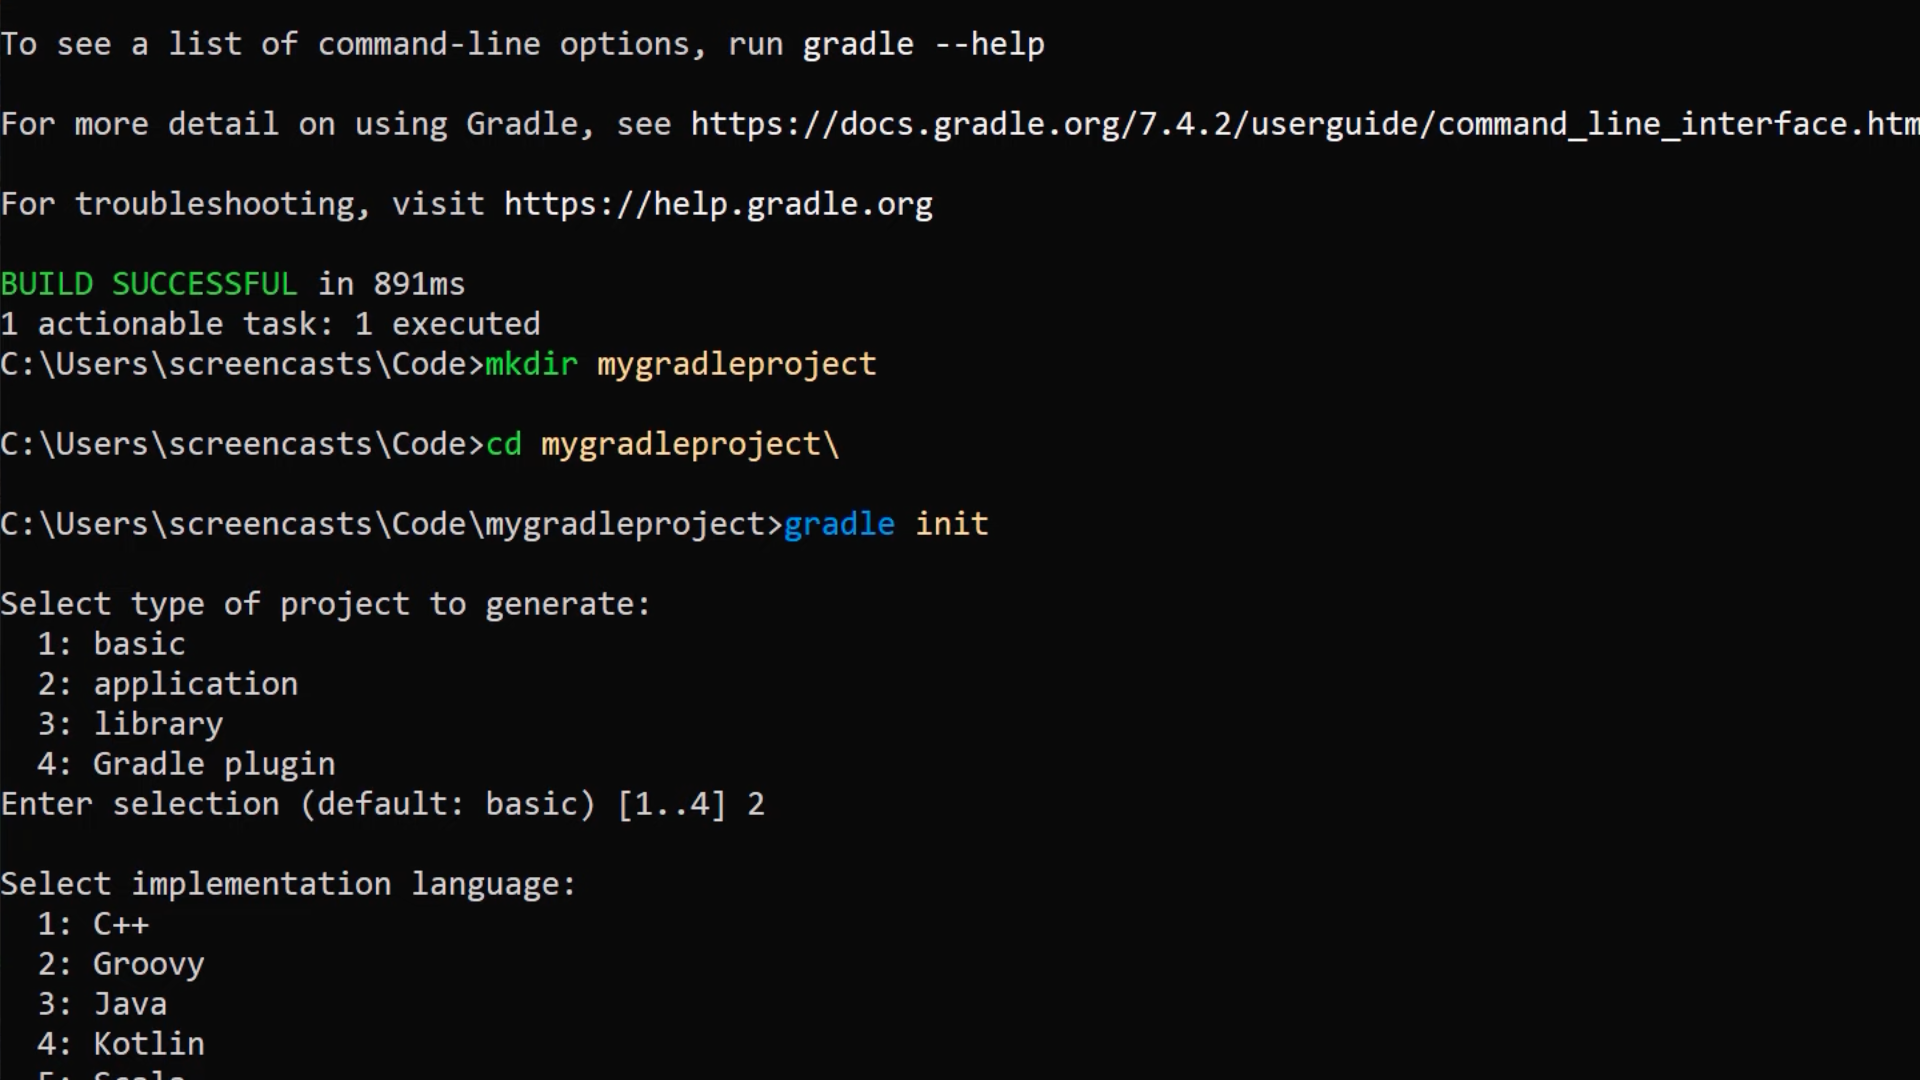 To see a list of command-line options, run gradle --help
For more detail on using Gradle, see https://docs.gradle.org/7.4.2/userguide/command_line_interface.htm
For troubleshooting, visit https://help.gradle.org
BUILD SUCCESSFUL in 891ms
1 actionable task: 1 executed
C:\Users\screencasts\Code>mkdir mygradleproject
C:\Users\screencasts\Code>cd mygradleproject\
C:\Users\screencasts\Code\mygradleproject>gradle init
Select type of project to generate:
1: basic
2: application
3: library
4: Gradle plugin
Enter selection (default: basic) [1..4] 2
Select implementation language:
1: C++
2: Groovy
3: Java
4: Kotlin
5: Scala